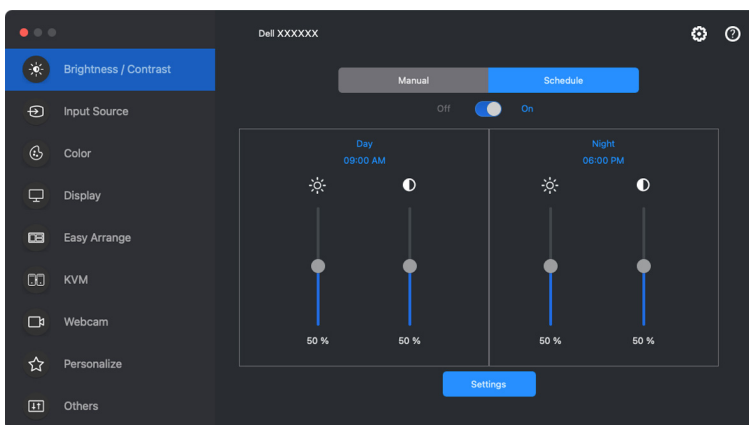 Dell XXXXXX
Brightness / Contrast
Input Source
Color
Display
Easy Arrange
KVM
Webcam
Personalize
Others
Manual
Schedule
Off
On
Day
09:00 AM
50 %
50 %
Night
06:00 PM
50 %
50 %
Settings